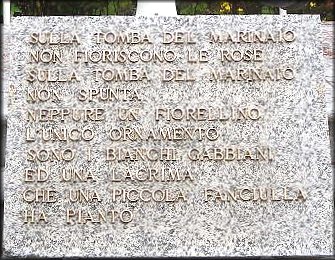 SULLA TOMBA DEL MARINAIO
NON FIORISCONO LE ROSE
SULLA TOMBA DEL MARINAIO
NON SPUNTA
NEPPURE UN FIORELLINO
L'UNICO ORNAMENTO
SONO I BIANCHI GABBIANI
ED UNA LACRIMA
CHE UNA PICCOLA FANCIULLA
HA PIANTO